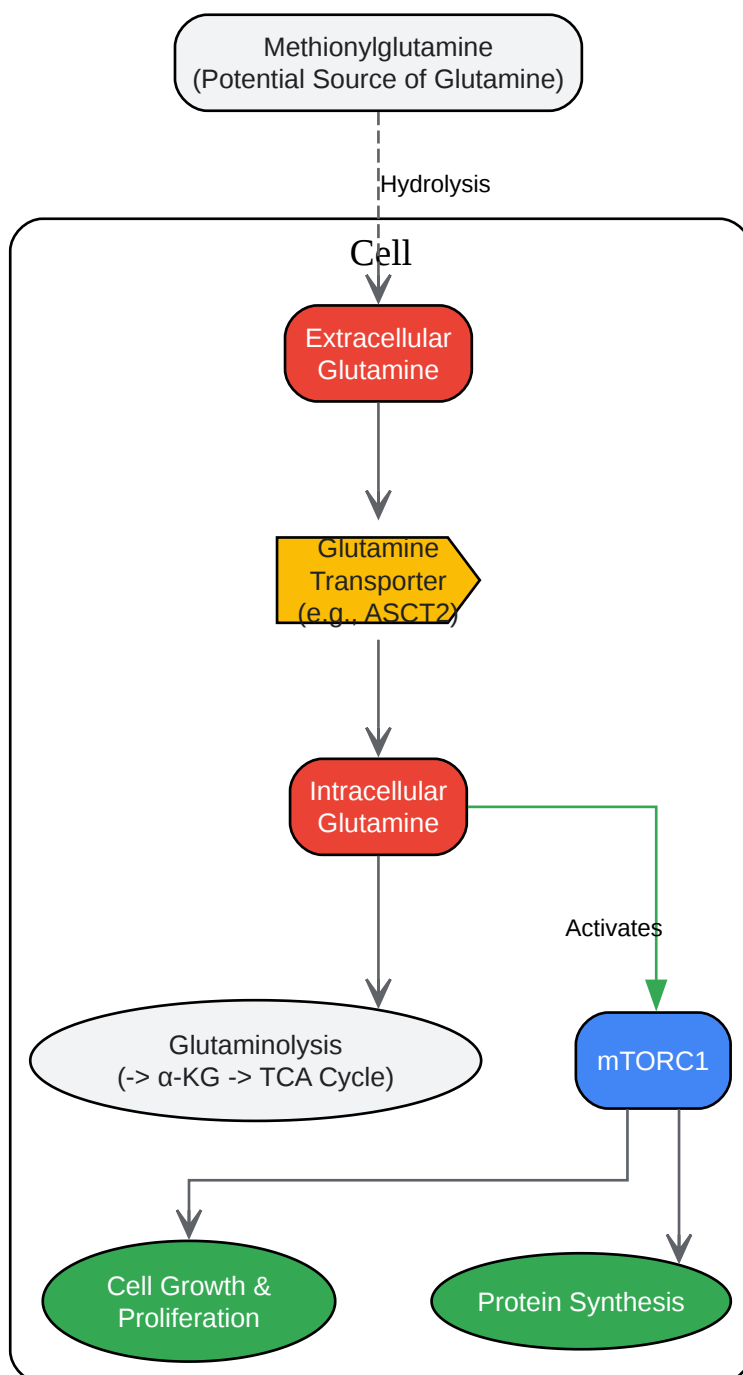 Methionylglutamine
(Potential Source of Glutamine)
Hydrolysis
Cell
Extracellular
Glutamine
Glutamine
Transporter
(e.g., ASCT2)
Intracellular
Glutamine
Activates
Glutaminolysis
(-> α-KG -> TCA Cycle)
mTORC1
Cell Growth &
Proliferation
Protein Synthesis